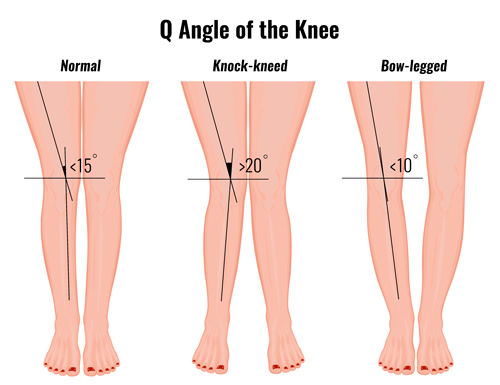 Q Angle of the Knee
Normal
Knock-kneed
Bow-legged
<15°
>20°
<10°